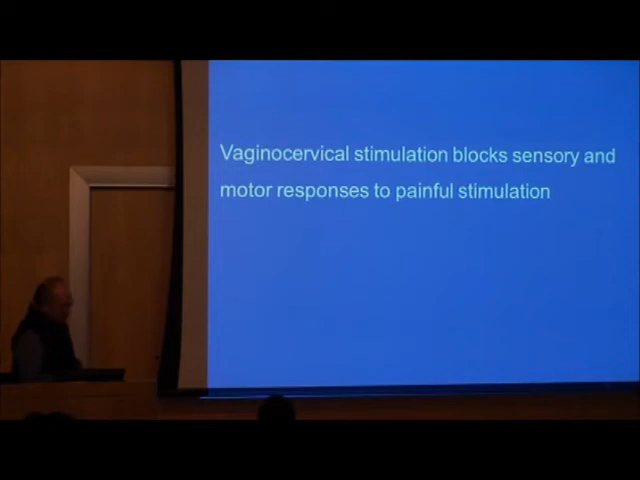 Vaginocervical stimulation blocks sensory and
motor responses to painful stimulation